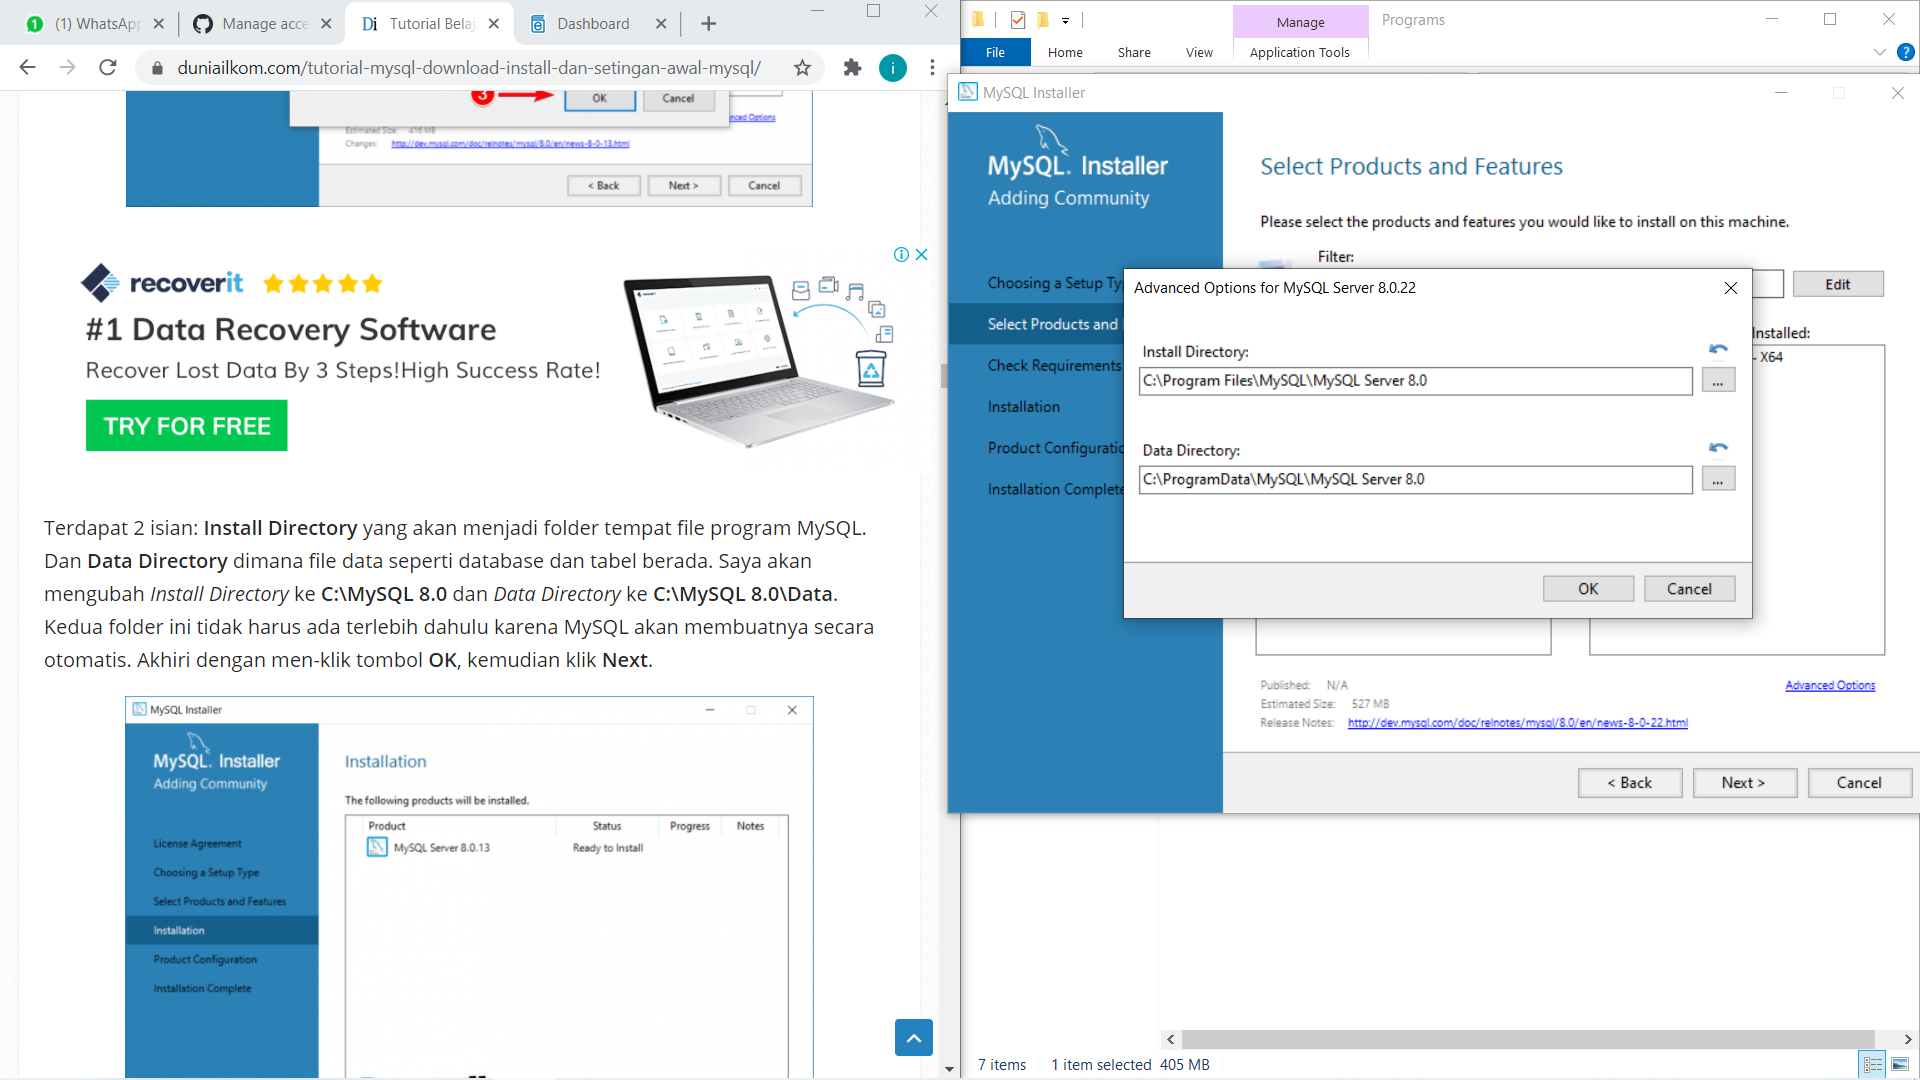 (1) WhatsAp
Manage acce
Di Tutorial Bela
Dashboard
duniailkom.com/tutorial-mysql-download-install-dan-setingan-awal-mysql/
i
3
OK
Cancel
nced Options
Estimated Size: 416 MB
Changes: http://dev.mysql.com/doc/relnotes/mysql/8.0/en/news-8-0-13.html
< Back
Next >
Cancel
recoverit
#1 Data Recovery Software
Recover Lost Data By 3 Steps!High Success Rate!
TRY FOR FREE
Terdapat 2 isian: Install Directory yang akan menjadi folder tempat file program MySQL.
Dan Data Directory dimana file data seperti database dan tabel berada. Saya akan
mengubah Install Directory ke C:\MySQL 8.0 dan Data Directory ke C:\MySQL 8.0\Data.
Kedua folder ini tidak harus ada terlebih dahulu karena MySQL akan membuatnya secara
otomatis. Akhiri dengan men-klik tombol OK, kemudian klik Next.
MySQL Installer
MySQL. Installer
Adding Community
License Agreement
Choosing a Setup Type
Select Products and Features
Installation
Product Configuration
Installation Complete
Installation
The following products will be installed.
Product Status Progress Notes
MySQL Server 8.0.13 Ready to Install
Manage
Programs
File
Home
Share
View
Application Tools
?
MySQL Installer
MySQL. Installer
Adding Community
Choosing a Setup Ty
Select Products and
Check Requirements
Installation
Product Configuratio
Installation Complete
Select Products and Features
Please select the products and features you would like to install on this machine.
Filter:
Edit
Installed:
- X64
Advanced Options for MySQL Server 8.0.22
Install Directory:
C:\Program Files\MySQL\MySQL Server 8.0
...
Data Directory:
C:\ProgramData\MySQL\MySQL Server 8.0
...
OK
Cancel
Published: N/A
Advanced Options
Estimated Size: 527 MB
Release Notes: http://dev.mysql.com/doc/relnotes/mysql/8.0/en/news-8-0-22.html
< Back
Next >
Cancel
7 items
1 item selected 405 MB